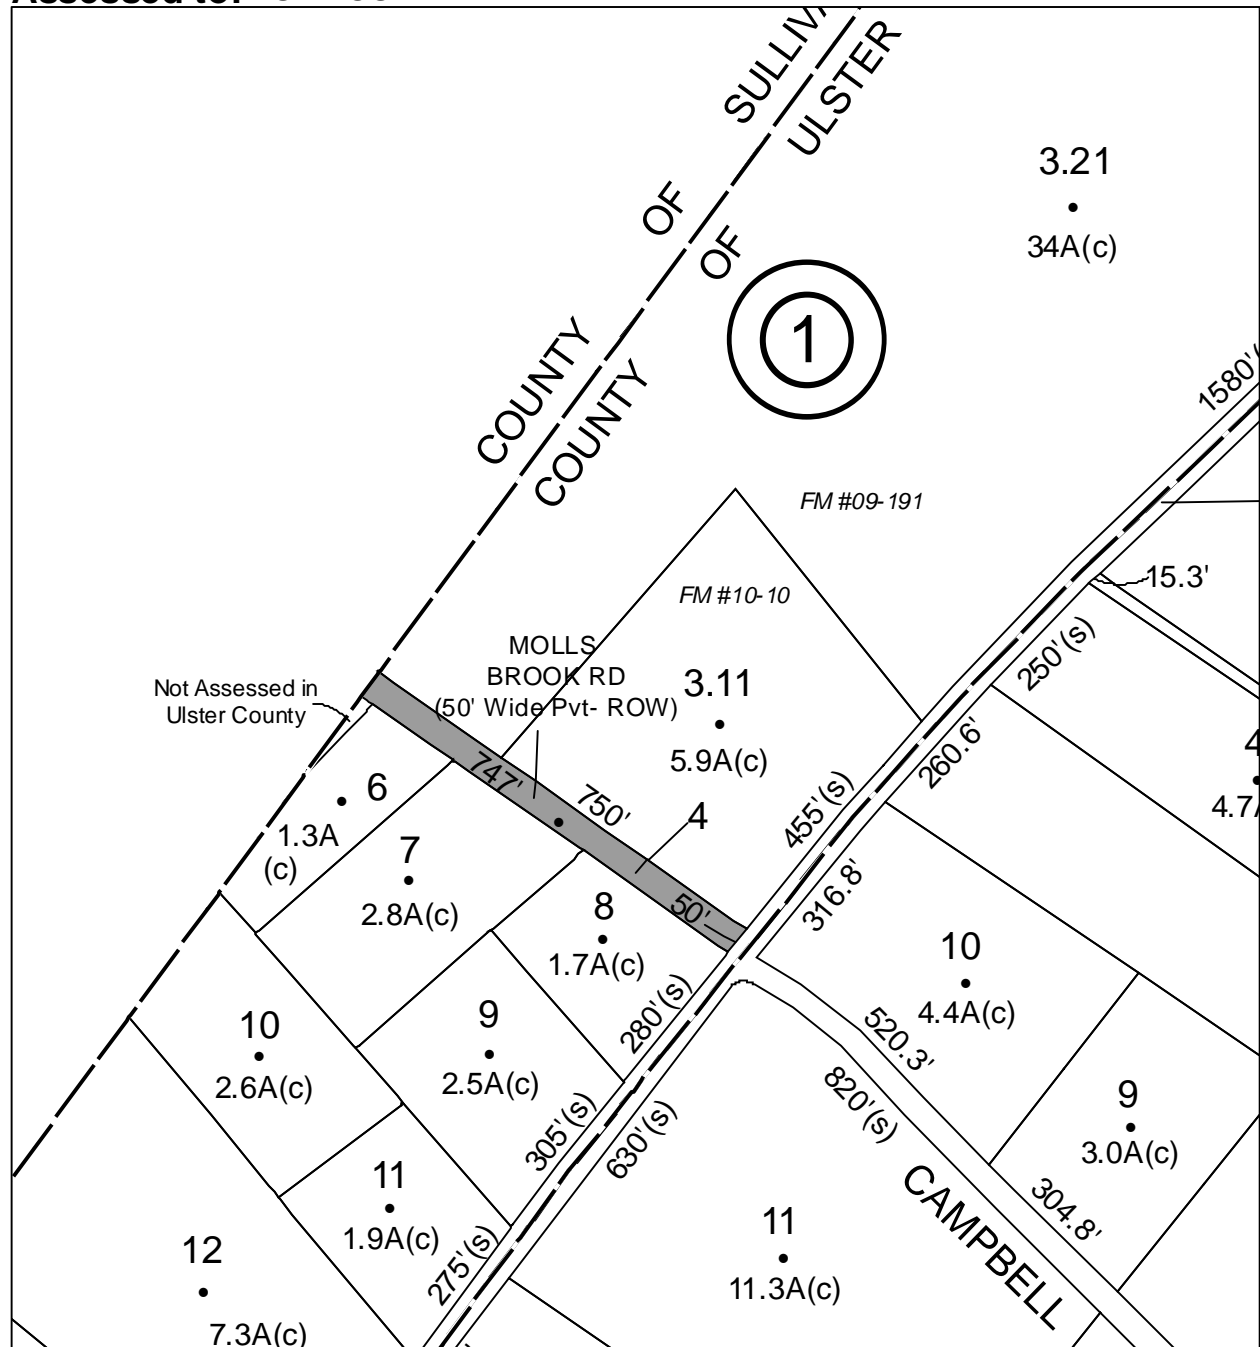 Assessed to:
SULLIVA
ULSTER
3.21
34A(c)
OF
OF
1
COUNTY
COUNTY
1580'(
FM #09-191
15.3'
FM #10-10
250'(s)
MOLLS
BROOK RD
(50' Wide Pvt- ROW)
Not Assessed in
Ulster County
3.11
5.9A(c)
260.6'
4
4.7A
747'
750'
4
455'(s)
6
1.3A
(c)
7
2.8A(c)
316.8'
8
50'
1.7A(c)
10
4.4A(c)
280'(s)
9
2.5A(c)
10
2.6A(c)
520.3'
820'(s)
9
3.0A(c)
305'(s)
630'(s)
11
1.9A(c)
CAMPBELL
304.8'
275'(s)
11
11.3A(c)
12
7.3A(c)